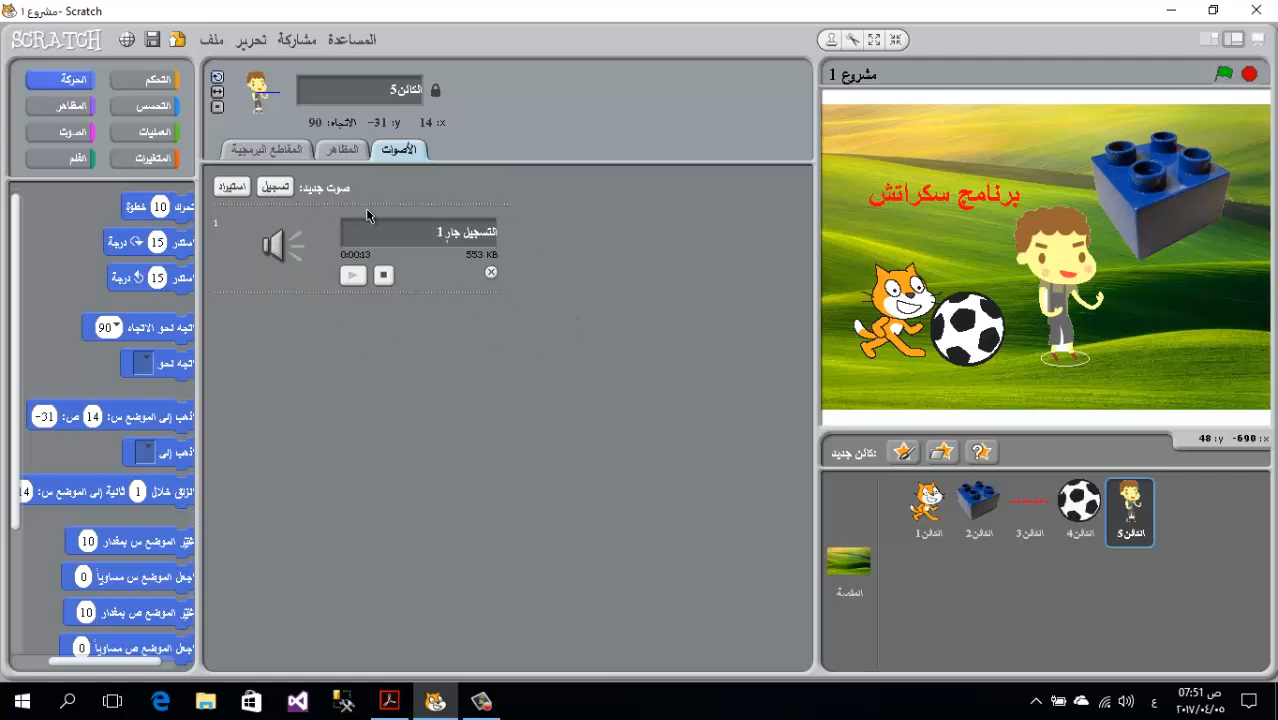 مشروع 1 - Scratch
SCRATCH
ملف
تحرير
مشاركة
المساعدة
الحركة
التحكم
المظاهر
التحسس
الصوت
العمليات
القلم
المتغيرات
تحرك 10 خطوة
استدر 15 درجة
استدر 15 درجة
اتجه نحو الاتجاه 90
اتجه نحو
اذهب إلى الموضع س: 14 ص: -31
اذهب إلى
انزلق خلال 1 ثانية إلى الموضع س: 14
غيّر الموضع س بمقدار 10
اجعل الموضع س مساوياً 0
غيّر الموضع ص بمقدار 10
اجعل الموضع ص مساوياً 0
الكائن5
x: 14 y: -31 الاتجاه: 90
المقاطع البرمجية
المظاهر
الأصوات
صوت جديد:
تسجيل
استيراد
1
التسجيل جار1
0:00:13
553 KB
مشروع 1
برنامج سكراتش
x: -690 y: 48
كائن جديد:
الكائن1
الكائن2
الكائن3
الكائن4
الكائن5
المنصة
ع
07:51 ص
٢٠١٧/٠٤/٠٥